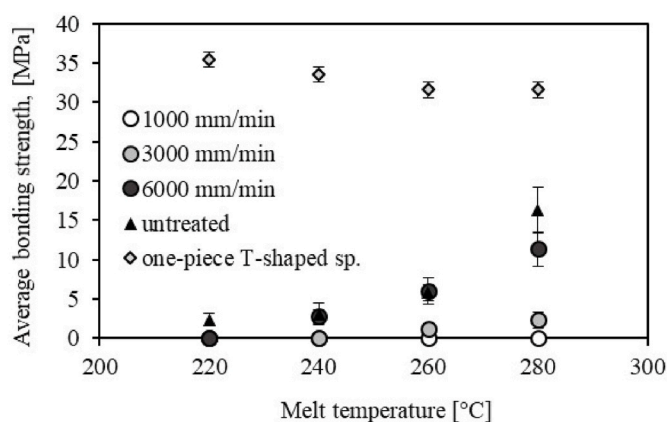 40
35
30
25
20
15
10
5
0
Average bonding strength, [MPa]
1000 mm/min
3000 mm/min
6000 mm/min
untreated
one-piece T-shaped sp.
200 220 240 260 280 300
Melt temperature [°C]